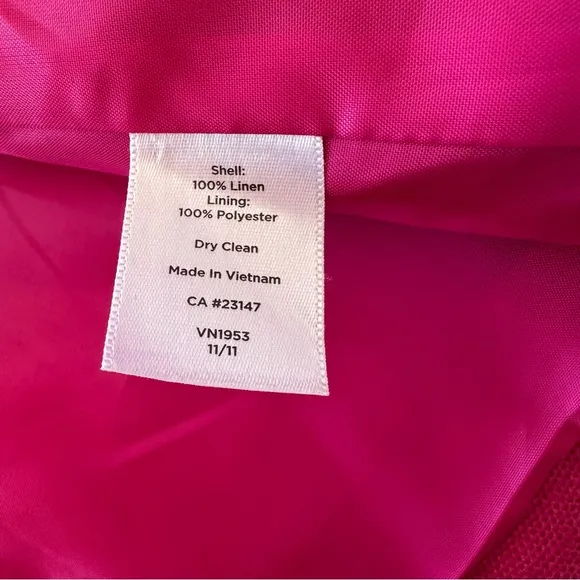 Shell:
100% Linen
Lining:
100% Polyester
Dry Clean
Made In Vietnam
CA #23147
VN1953
11/11